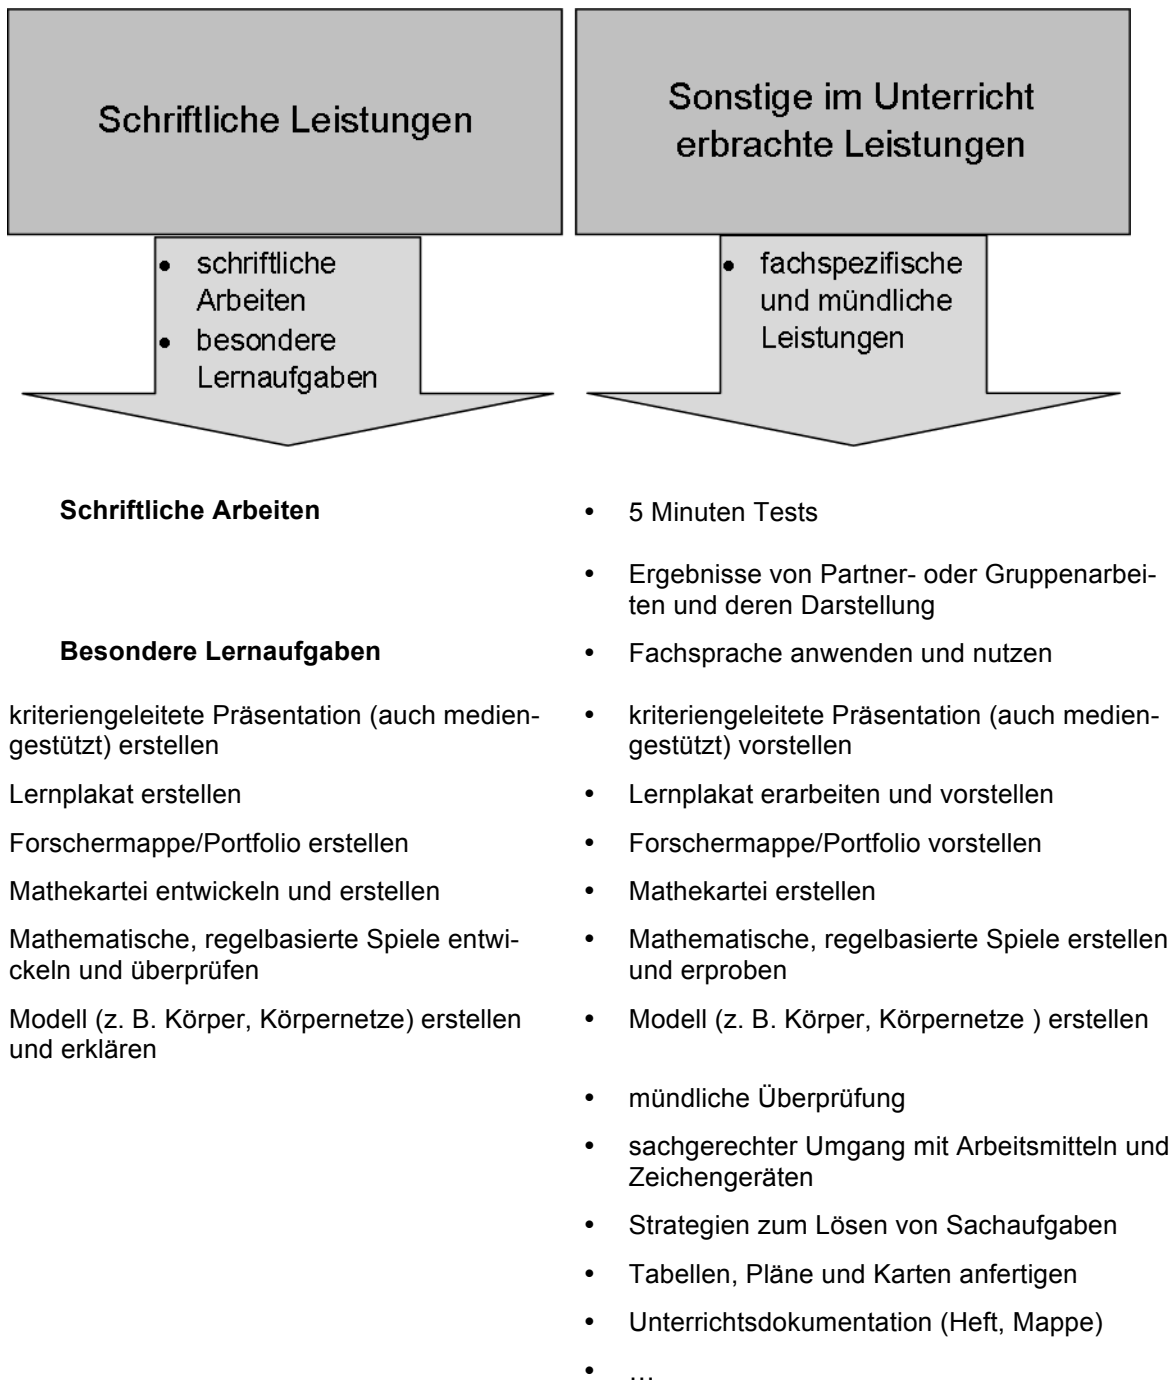 Schriftliche Leistungen
Sonstige im Unterricht
erbrachte Leistungen
• schriftliche
Arbeiten
• besondere
Lernaufgaben
• fachspezifische
und mündliche
Leistungen
Schriftliche Arbeiten
• 5 Minuten Tests
• Ergebnisse von Partner- oder Gruppenarbei-
ten und deren Darstellung
Besondere Lernaufgaben
• Fachsprache anwenden und nutzen
kriteriengeleitete Präsentation (auch medien-
gestützt) erstellen
• kriteriengeleitete Präsentation (auch medien-
gestützt) vorstellen
Lernplakat erstellen
• Lernplakat erarbeiten und vorstellen
Forschermappe/Portfolio erstellen
• Forschermappe/Portfolio vorstellen
Mathekartei entwickeln und erstellen
• Mathekartei erstellen
Mathematische, regelbasierte Spiele entwi-
ckeln und überprüfen
• Mathematische, regelbasierte Spiele erstellen
und erproben
Modell (z. B. Körper, Körpernetze) erstellen
und erklären
• Modell (z. B. Körper, Körpernetze ) erstellen
• mündliche Überprüfung
• sachgerechter Umgang mit Arbeitsmitteln und
Zeichengeräten
• Strategien zum Lösen von Sachaufgaben
• Tabellen, Pläne und Karten anfertigen
• Unterrichtsdokumentation (Heft, Mappe)
• …